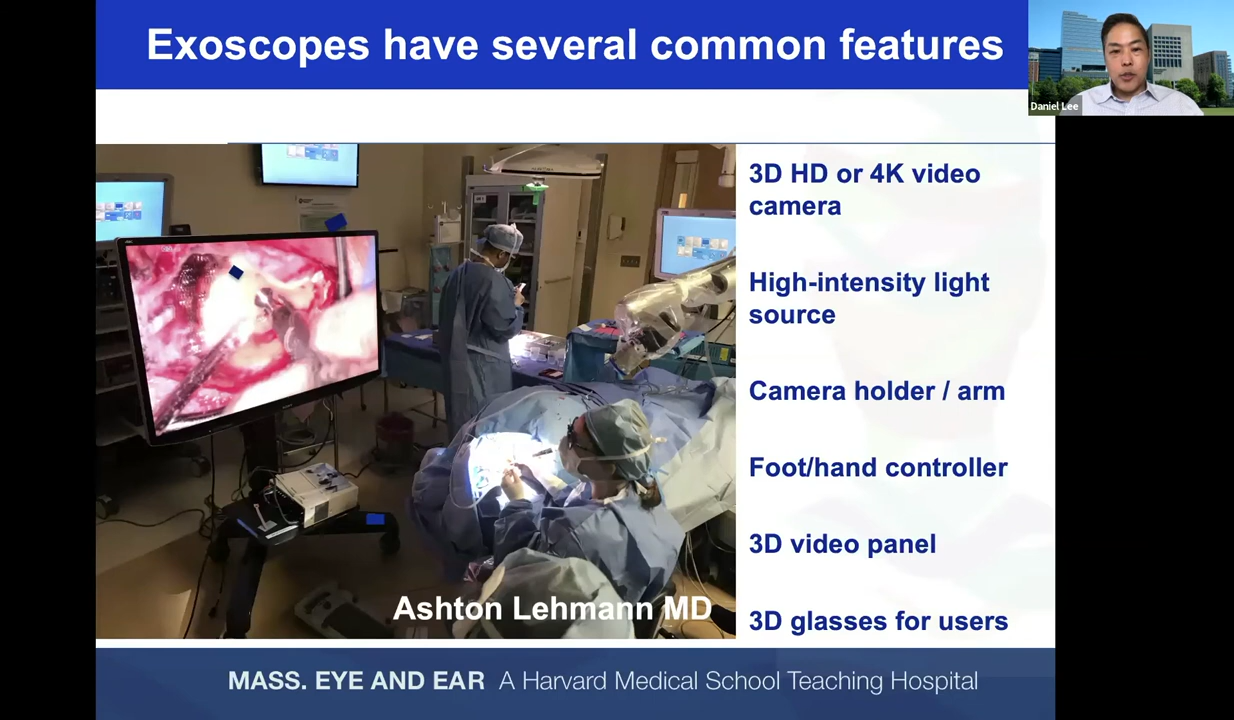 Exoscopes have several common features
Daniel Lee
3D HD or 4K video
camera
High-intensity light
source
Camera holder / arm
Foot/hand controller
3D video panel
3D glasses for users
Ashton Lehmann MD
MASS. EYE AND EAR A Harvard Medical School Teaching Hospital